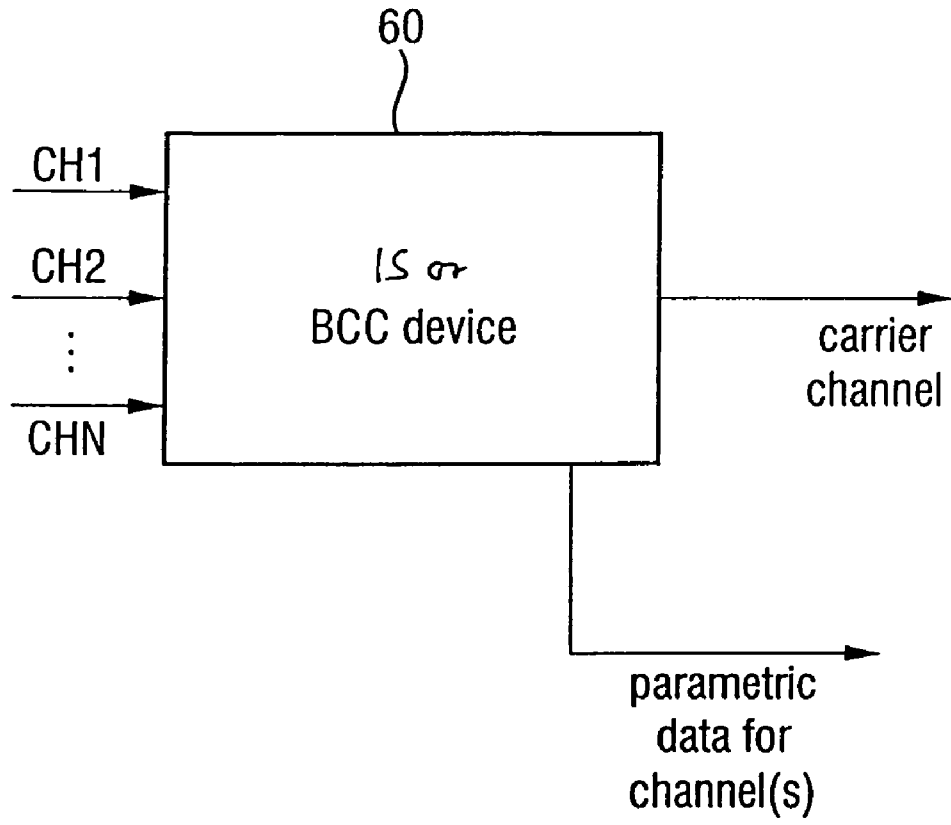 60
CH1
CH2
⋮
CHN
IS or
BCC device
carrier
channel
parametric
data for
channel(s)